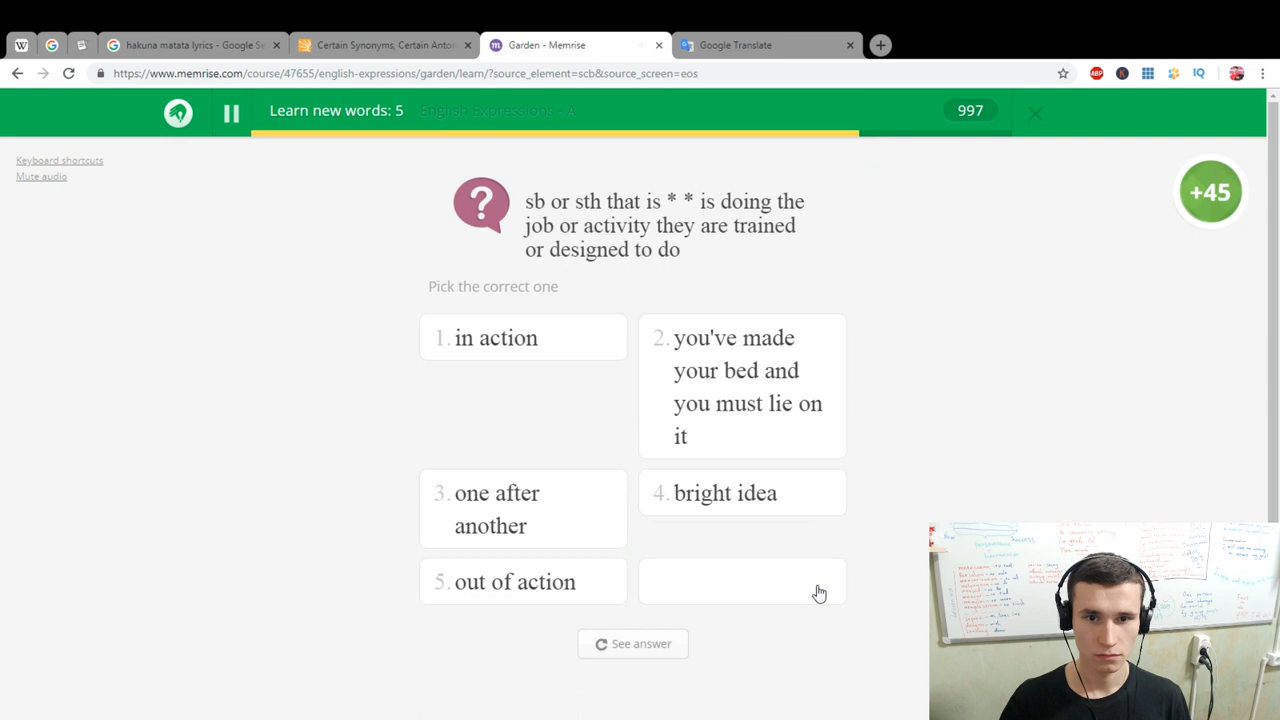 hakuna matata lyrics - Google Se
Certain Synonyms, Certain Anton
Garden - Memrise
Google Translate
https://www.memrise.com/course/47655/english-expressions/garden/learn/?source_element=scb&source_screen=eos
ABP
K
IQ
Learn new words: 5
English Expressions - A
997
Keyboard shortcuts
Mute audio
+45
?
sb or sth that is * * is doing the
job or activity they are trained
or designed to do
Pick the correct one
1. in action
2. you've made
your bed and
you must lie on
it
3. one after
another
4. bright idea
5. out of action
See answer